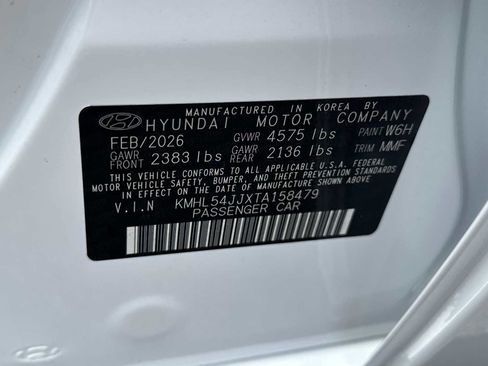 MANUFACTURED IN KOREA BY
HYUNDAI MOTOR COMPANY
FEB/2026 GVWR 4575 lbs PAINT W6H
GAWR FRONT 2383 lbs GAWR REAR 2136 lbs TRIM MMF
THIS VEHICLE CONFORMS TO ALL APPLICABLE U.S.A. FEDERAL
MOTOR VEHICLE SAFETY, BUMPER, AND THEFT PREVENTION STANDARDS
IN EFFECT ON THE DATE OF MANUFACTURE SHOWN ABOVE.
V.I.N KMHL54JJXTA158479
PASSENGER CAR